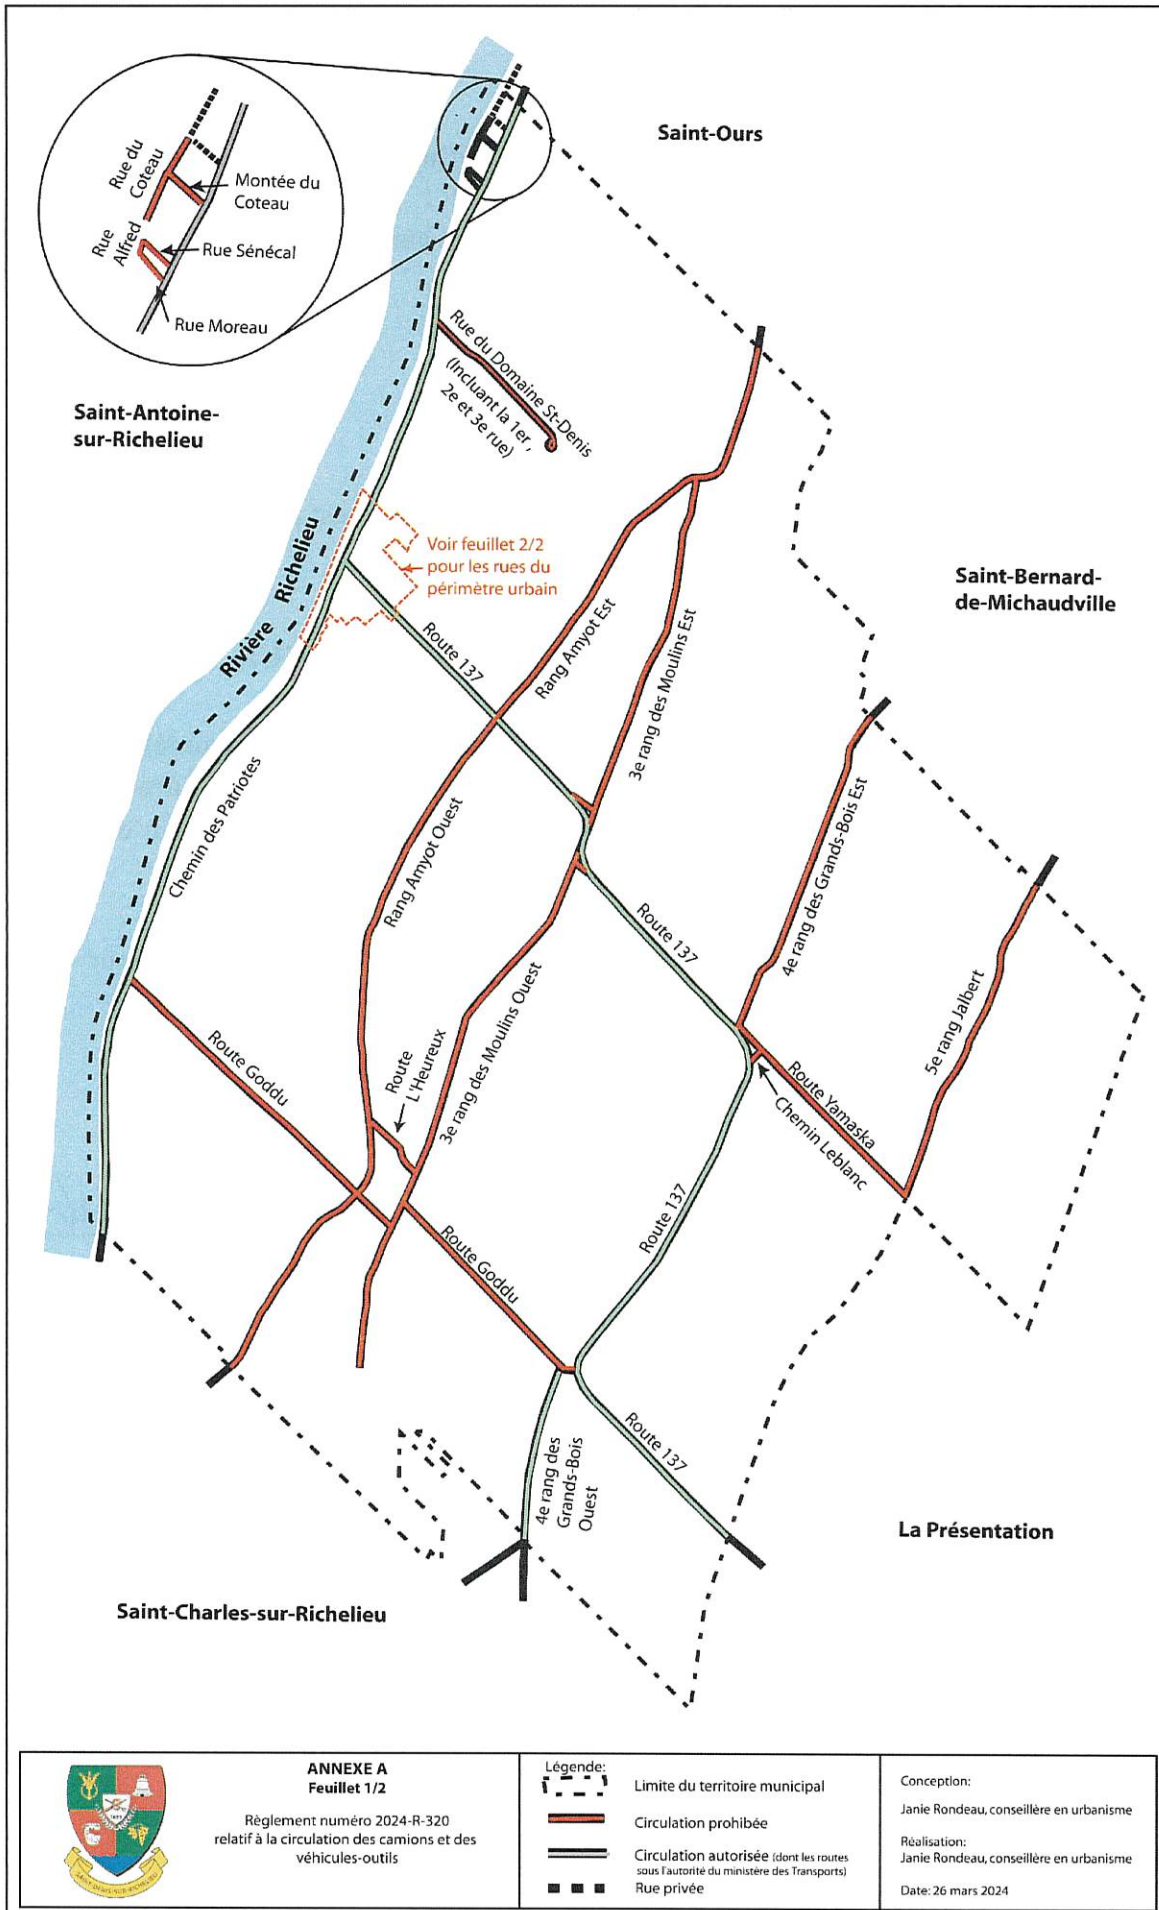 Saint-Ours
Rue du
Coteau
Montée du
Coteau
Rue
Alfred
Rue Sénécal
Rue Moreau
Rue du Domaine St-Denis
(Incluant la 1er,
2e et 3e rue)
Saint-Antoine-
sur-Richelieu
Rivière Richelieu
Voir feuillet 2/2
pour les rues du
périmètre urbain
Saint-Bernard-
de-Michaudville
Route 137
Rang Amyot Est
3e rang des Moulins Est
Chemin des Patriotes
Rang Amyot Ouest
4e rang des Grands-Bois Est
Route 137
3e rang des Moulins Ouest
5e rang Jalbert
Route Goddu
Route
L'Heureux
Route Yamaska
Chemin Leblanc
Route 137
Route Goddu
Route 137
4e rang des
Grands-Bois
Ouest
La Présentation
Saint-Charles-sur-Richelieu
ANNEXE A
Feuillet 1/2
Règlement numéro 2024-R-320
relatif à la circulation des camions et des
véhicules-outils
SAINT-DENIS-SUR-RICHELIEU
Légende:
Limite du territoire municipal
Circulation prohibée
Circulation autorisée (dont les routes
sous l'autorité du ministère des Transports)
Rue privée
Conception:
Janie Rondeau, conseillère en urbanisme
Réalisation:
Janie Rondeau, conseillère en urbanisme
Date: 26 mars 2024